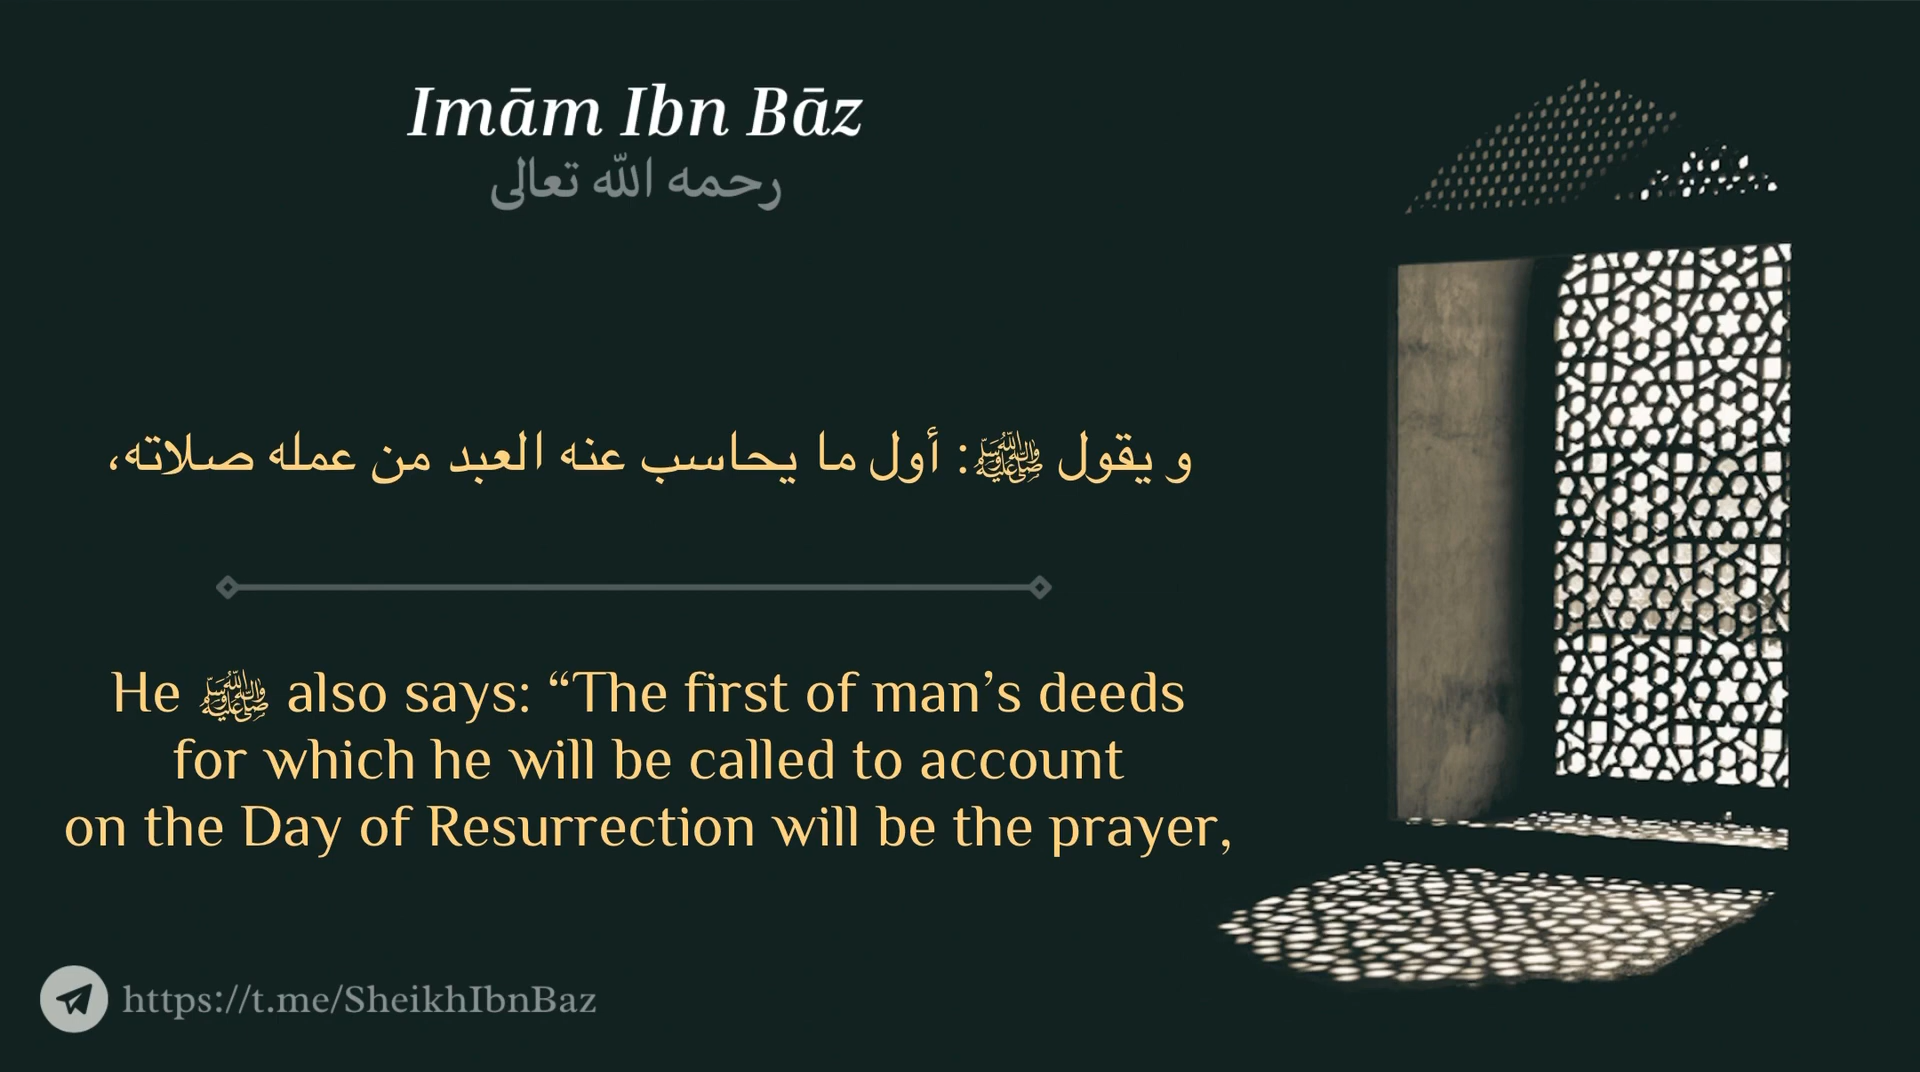 Imām Ibn Bāz
رحمه الله تعالى
و يقول ﷺ: أول ما يحاسب عنه العبد من عمله صلاته،
He ﷺ also says: “The first of man’s deeds
for which he will be called to account
on the Day of Resurrection will be the prayer,
https://t.me/SheikhIbnBaz